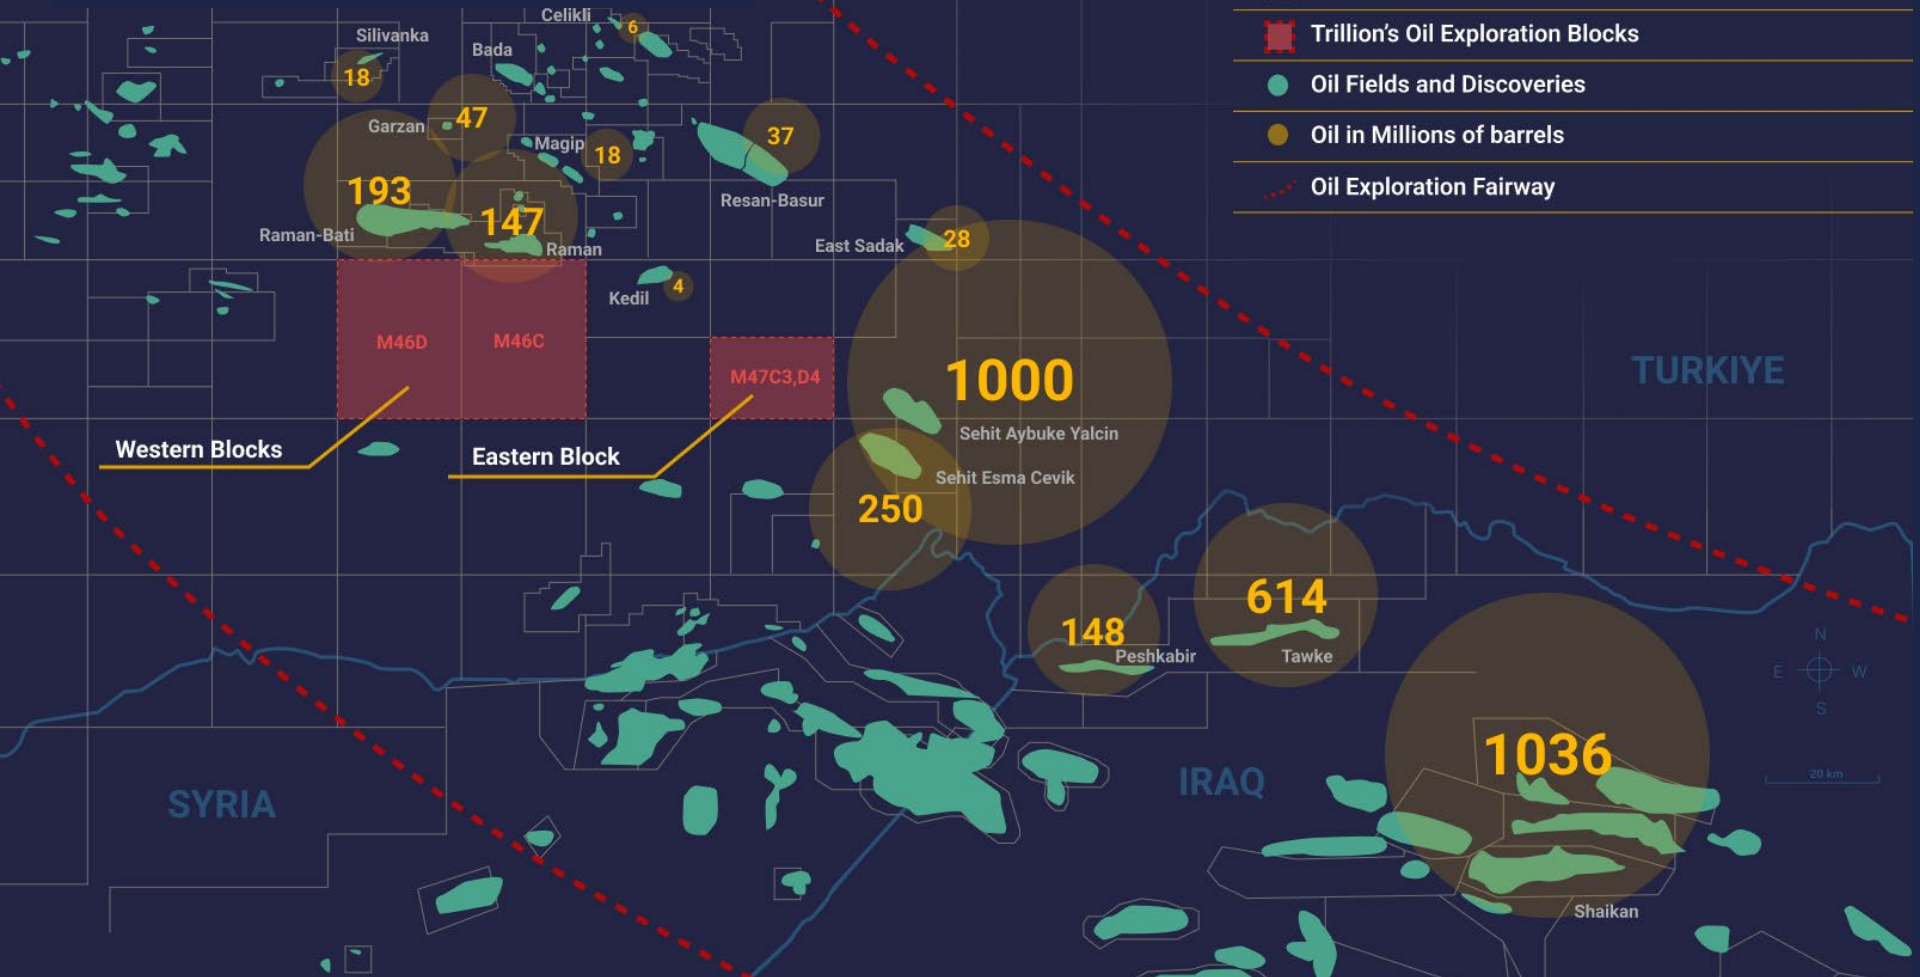 Trillion's Oil Exploration Blocks
Oil Fields and Discoveries
Oil in Millions of barrels
Oil Exploration Fairway
Celikli
6
Silivanka
18
Bada
Garzan
47
Magip
18
37
Resan-Basur
193
Raman-Bati
147
Raman
East Sadak
28
Kedil
4
M46D
M46C
M47C3,D4
1000
TURKIYE
Sehit Aybuke Yalcin
Western Blocks
Eastern Block
Sehit Esma Cevik
250
614
148
Peshkabir
Tawke
N
E
W
S
1036
20 km
IRAQ
SYRIA
Shaikan